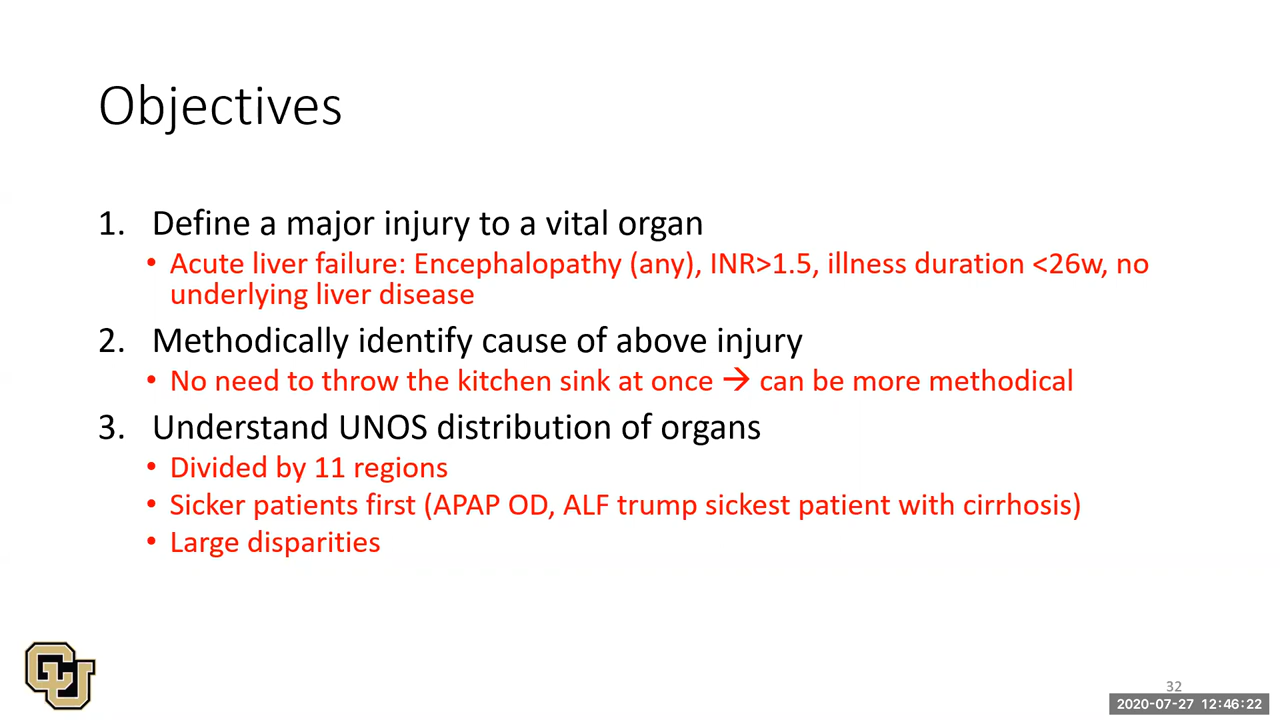 Objectives
1. Define a major injury to a vital organ
• Acute liver failure: Encephalopathy (any), INR>1.5, illness duration <26w, no
underlying liver disease
2. Methodically identify cause of above injury
• No need to throw the kitchen sink at once → can be more methodical
3. Understand UNOS distribution of organs
• Divided by 11 regions
• Sicker patients first (APAP OD, ALF trump sickest patient with cirrhosis)
• Large disparities
CU
32
2020-07-27 12:46:22